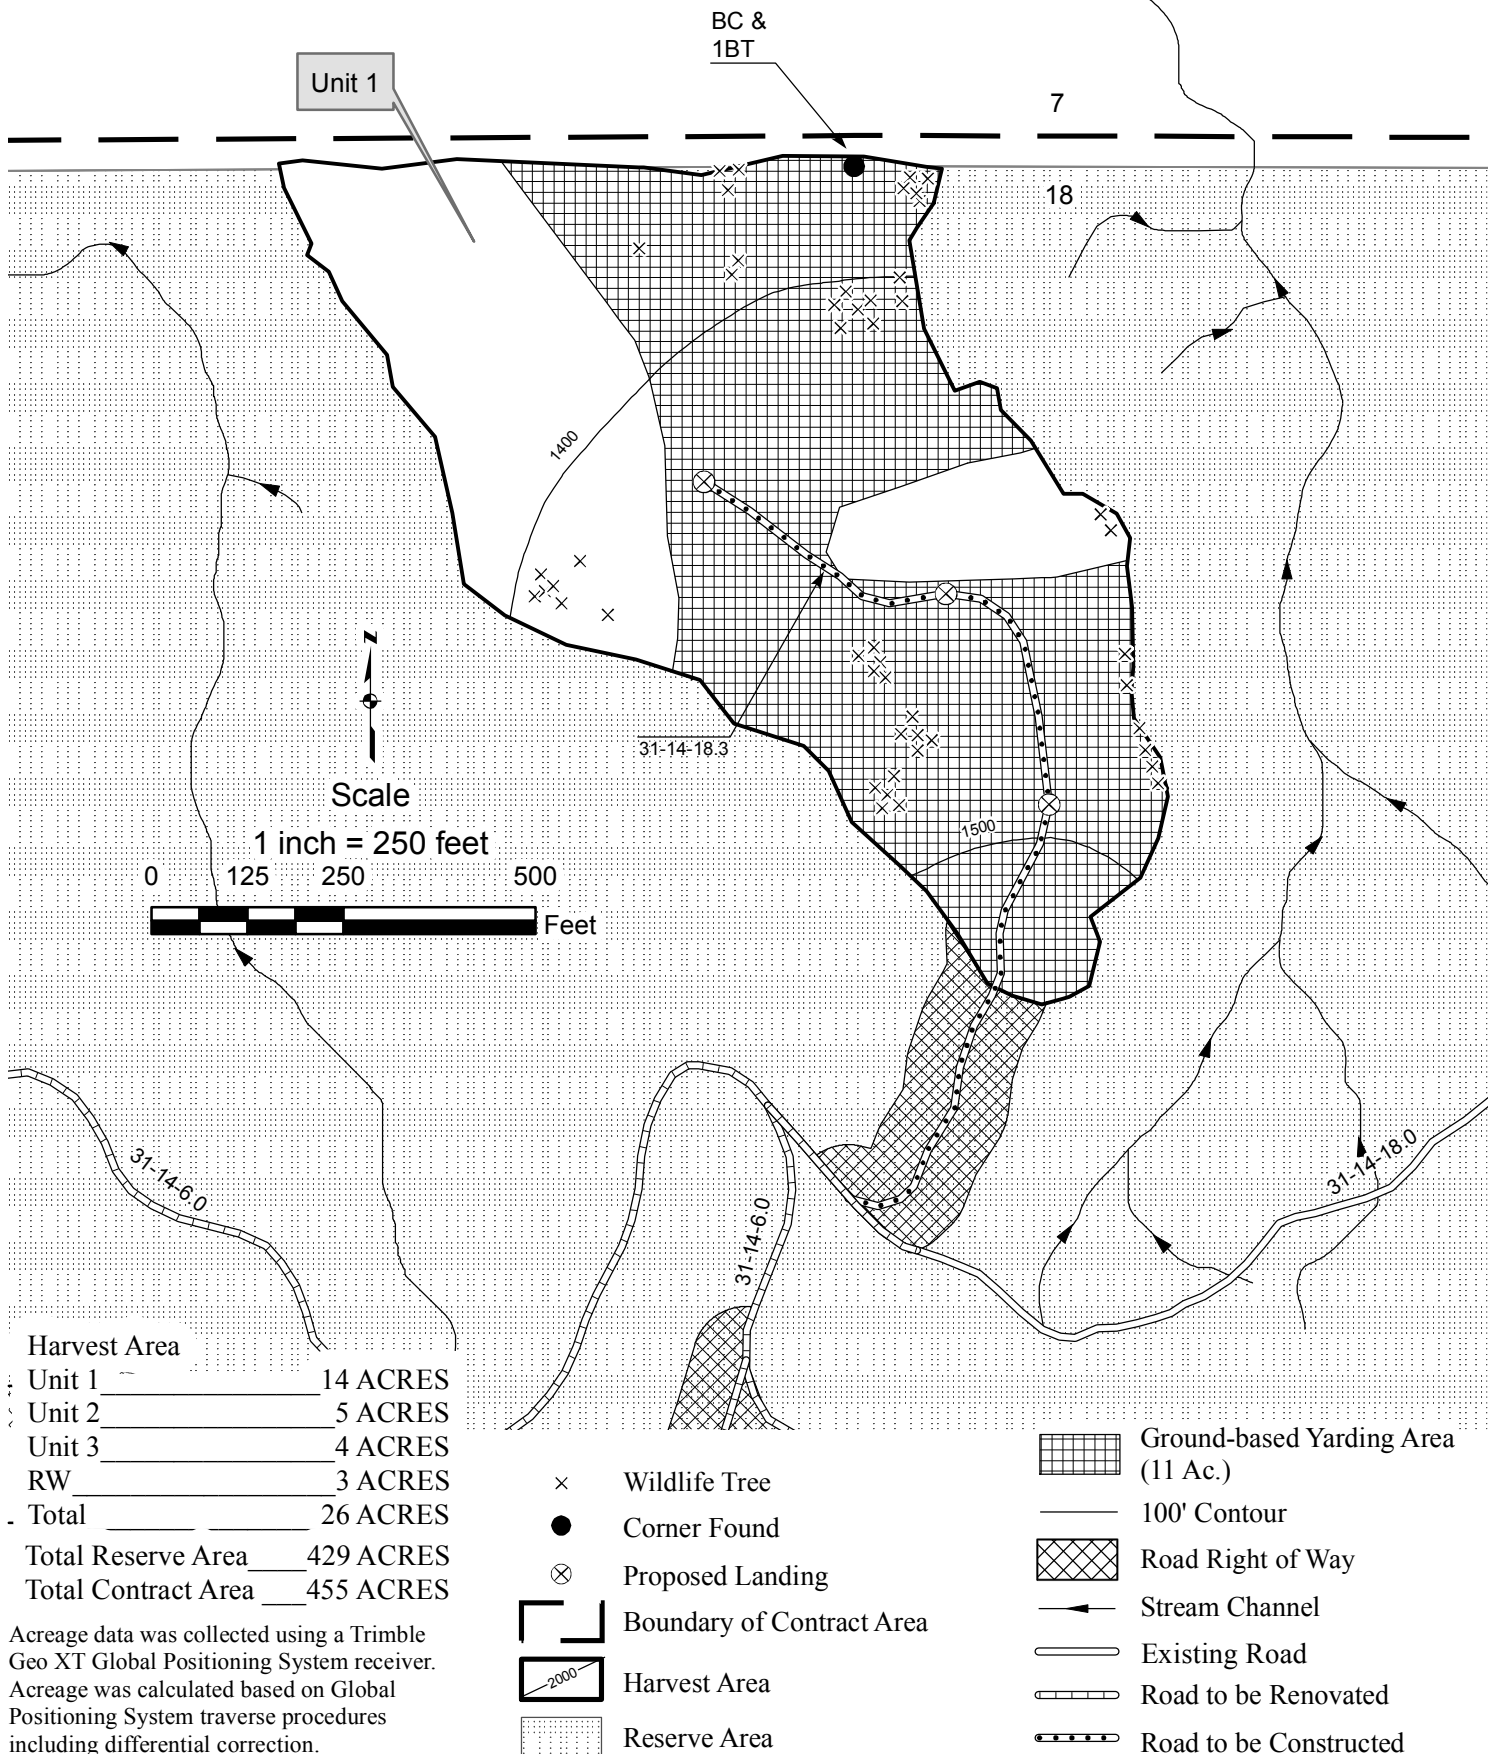 BC &
1BT
Unit 1
7
18
1400
31-14-18.3
Scale
1 inch = 250 feet
0 125 250 500
Feet
1500
31-14-6.0
31-14-6.0
31-14-18.0
Harvest Area
Unit 1 14 ACRES
Unit 2 5 ACRES
Unit 3 4 ACRES
RW 3 ACRES
Total 26 ACRES
Total Reserve Area 429 ACRES
Total Contract Area 455 ACRES
Acreage data was collected using a Trimble
Geo XT Global Positioning System receiver.
Acreage was calculated based on Global
Positioning System traverse procedures
including differential correction.
Wildlife Tree
Corner Found
Proposed Landing
Boundary of Contract Area
2000
Harvest Area
Reserve Area
Ground-based Yarding Area
(11 Ac.)
100' Contour
Road Right of Way
Stream Channel
Existing Road
Road to be Renovated
Road to be Constructed
Z